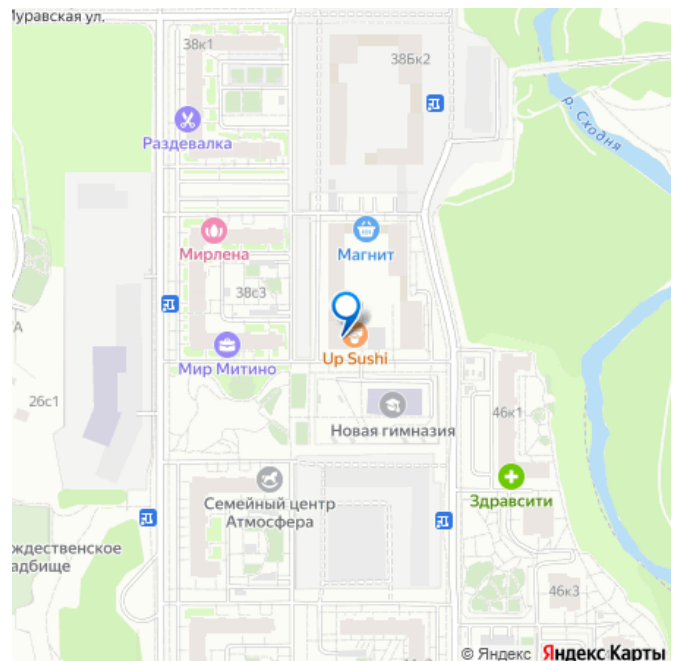 Муравская ул.
38к1
38Бк2
р. Сходня
Раздевалка
Мирлена
Магнит
38с3
Up Sushi
Мир Митино
26с1
46к1
Новая гимназия
Здравсити
Семейный центр
Атмосфера
ждественское
адбище
46к3
© Яндекс Яндекс Карты